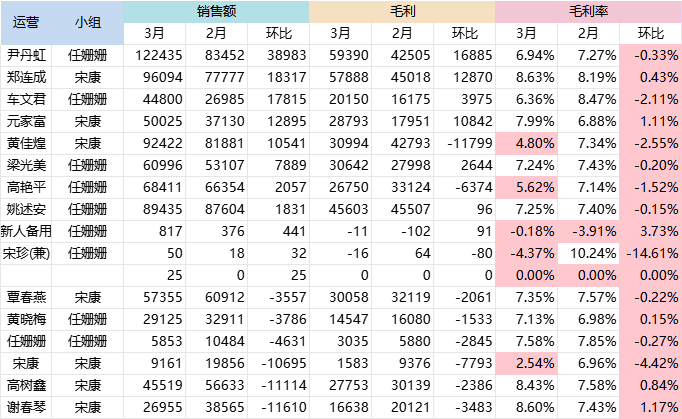 运营 小组 销售额 毛利 毛利率
3月 2月 环比 3月 2月 环比 3月 2月 环比
尹丹虹 任姗姗 122435 83452 38983 59390 42505 16885 6.94% 7.27% -0.33%
郑连成 宋康 96094 77777 18317 57888 45018 12870 8.63% 8.19% 0.43%
车文君 任姗姗 44800 26985 17815 20150 16175 3975 6.36% 8.47% -2.11%
元家富 宋康 50025 37130 12895 28793 17951 10842 7.99% 6.88% 1.11%
黄佳煌 宋康 92422 81881 10541 30994 42793 -11799 4.80% 7.34% -2.55%
梁光美 任姗姗 60996 53107 7889 30642 27998 2644 7.24% 7.43% -0.20%
高艳平 任姗姗 68411 66354 2057 26750 33124 -6374 5.62% 7.14% -1.52%
姚述安 任姗姗 89435 87604 1831 45603 45507 96 7.25% 7.40% -0.15%
新人备用 任姗姗 817 376 441 -11 -102 91 -0.18% -3.91% 3.73%
宋珍(兼) 任姗姗 50 18 32 -16 64 -80 -4.37% 10.24% -14.61%
25 0 25 0 0 0 0.00% 0.00% 0.00%
覃春燕 宋康 57355 60912 -3557 30058 32119 -2061 7.35% 7.57% -0.22%
黄晓梅 任姗姗 29125 32911 -3786 14547 16080 -1533 7.13% 6.98% 0.15%
任姗姗 任姗姗 5853 10484 -4631 3035 5880 -2845 7.58% 7.85% -0.27%
宋康 宋康 9161 19856 -10695 1583 9376 -7793 2.54% 6.96% -4.42%
高树鑫 宋康 45519 56633 -11114 27753 30139 -2386 8.43% 7.58% 0.84%
谢春琴 宋康 26955 38565 -11610 16638 20121 -3483 8.60% 7.43% 1.17%